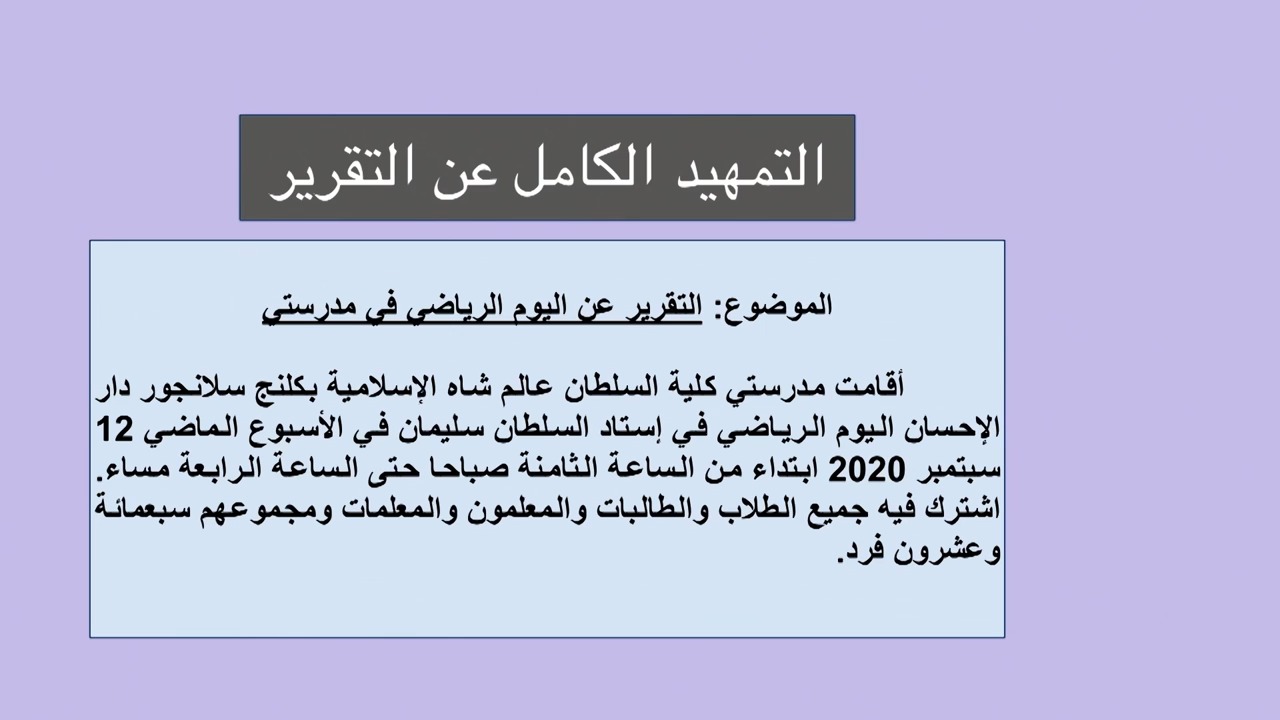 التمهيد الكامل عن التقرير
الموضوع: التقرير عن اليوم الرياضي في مدرستي
أقامت مدرستي كلية السلطان عالم شاه الإسلامية بكلنج سلانجور دار
الإحسان اليوم الرياضي في إستاد السلطان سليمان في الأسبوع الماضي 12
سبتمبر 2020 ابتداء من الساعة الثامنة صباحا حتى الساعة الرابعة مساء.
اشترك فيه جميع الطلاب والطالبات والمعلمون والمعلمات ومجموعهم سبعمائة
وعشرون فرد.